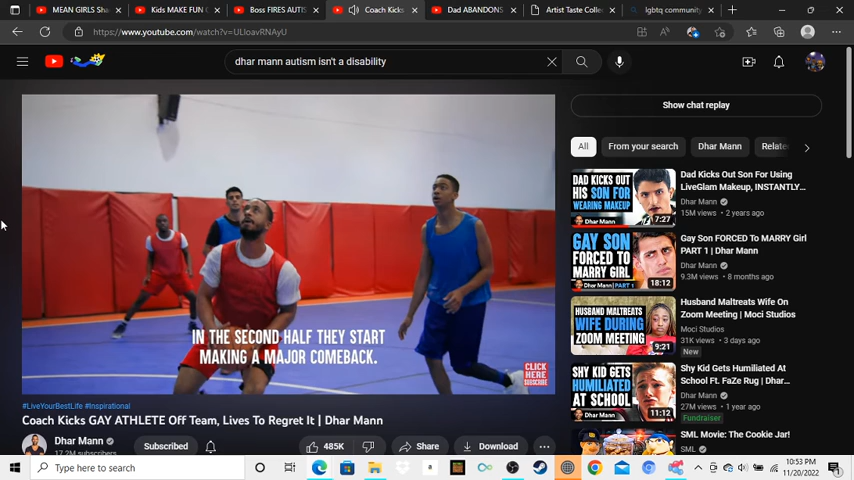 MEAN GIRLS Sha
Kids MAKE FUN O
Boss FIRES AUTIS
Coach Kicks
Dad ABANDONS
Artist Taste Colle
lgbtq community
https://www.youtube.com/watch?v=ULloavRNAyU
dhar mann autism isn't a disability
Show chat replay
All
From your search
Dhar Mann
Relate
IN THE SECOND HALF THEY START
MAKING A MAJOR COMEBACK.
CLICK
HERE
SUBSCRIBE
#LiveYourBestLife #Inspirational
Coach Kicks GAY ATHLETE Off Team, Lives To Regret It | Dhar Mann
Dhar Mann
17.2M subscribers
Subscribed
485K
Share
Download
DAD KICKS OUT
HIS SON FOR
WEARING MAKEUP
Dhar Mann
7:27
Dad Kicks Out Son For Using
LiveGlam Makeup, INSTANTLY...
Dhar Mann
15M views • 2 years ago
GAY SON
FORCED TO
MARRY GIRL
Dhar Mann PART 1
18:12
Gay Son FORCED To MARRY Girl
PART 1 | Dhar Mann
Dhar Mann
9.3M views • 8 months ago
HUSBAND MALTREATS
WIFE DURING
ZOOM MEETING
9:21
Husband Maltreats Wife On
Zoom Meeting | Moci Studios
Moci Studios
31K views • 3 days ago
New
SHY KID GETS
HUMILIATED
AT SCHOOL
Dhar Mann
11:12
Shy Kid Gets Humiliated At
School Ft. FaZe Rug | Dhar...
Dhar Mann
27M views • 1 year ago
Fundraiser
SML Movie: The Cookie Jar!
SML
Type here to search
10:53 PM
11/20/2022